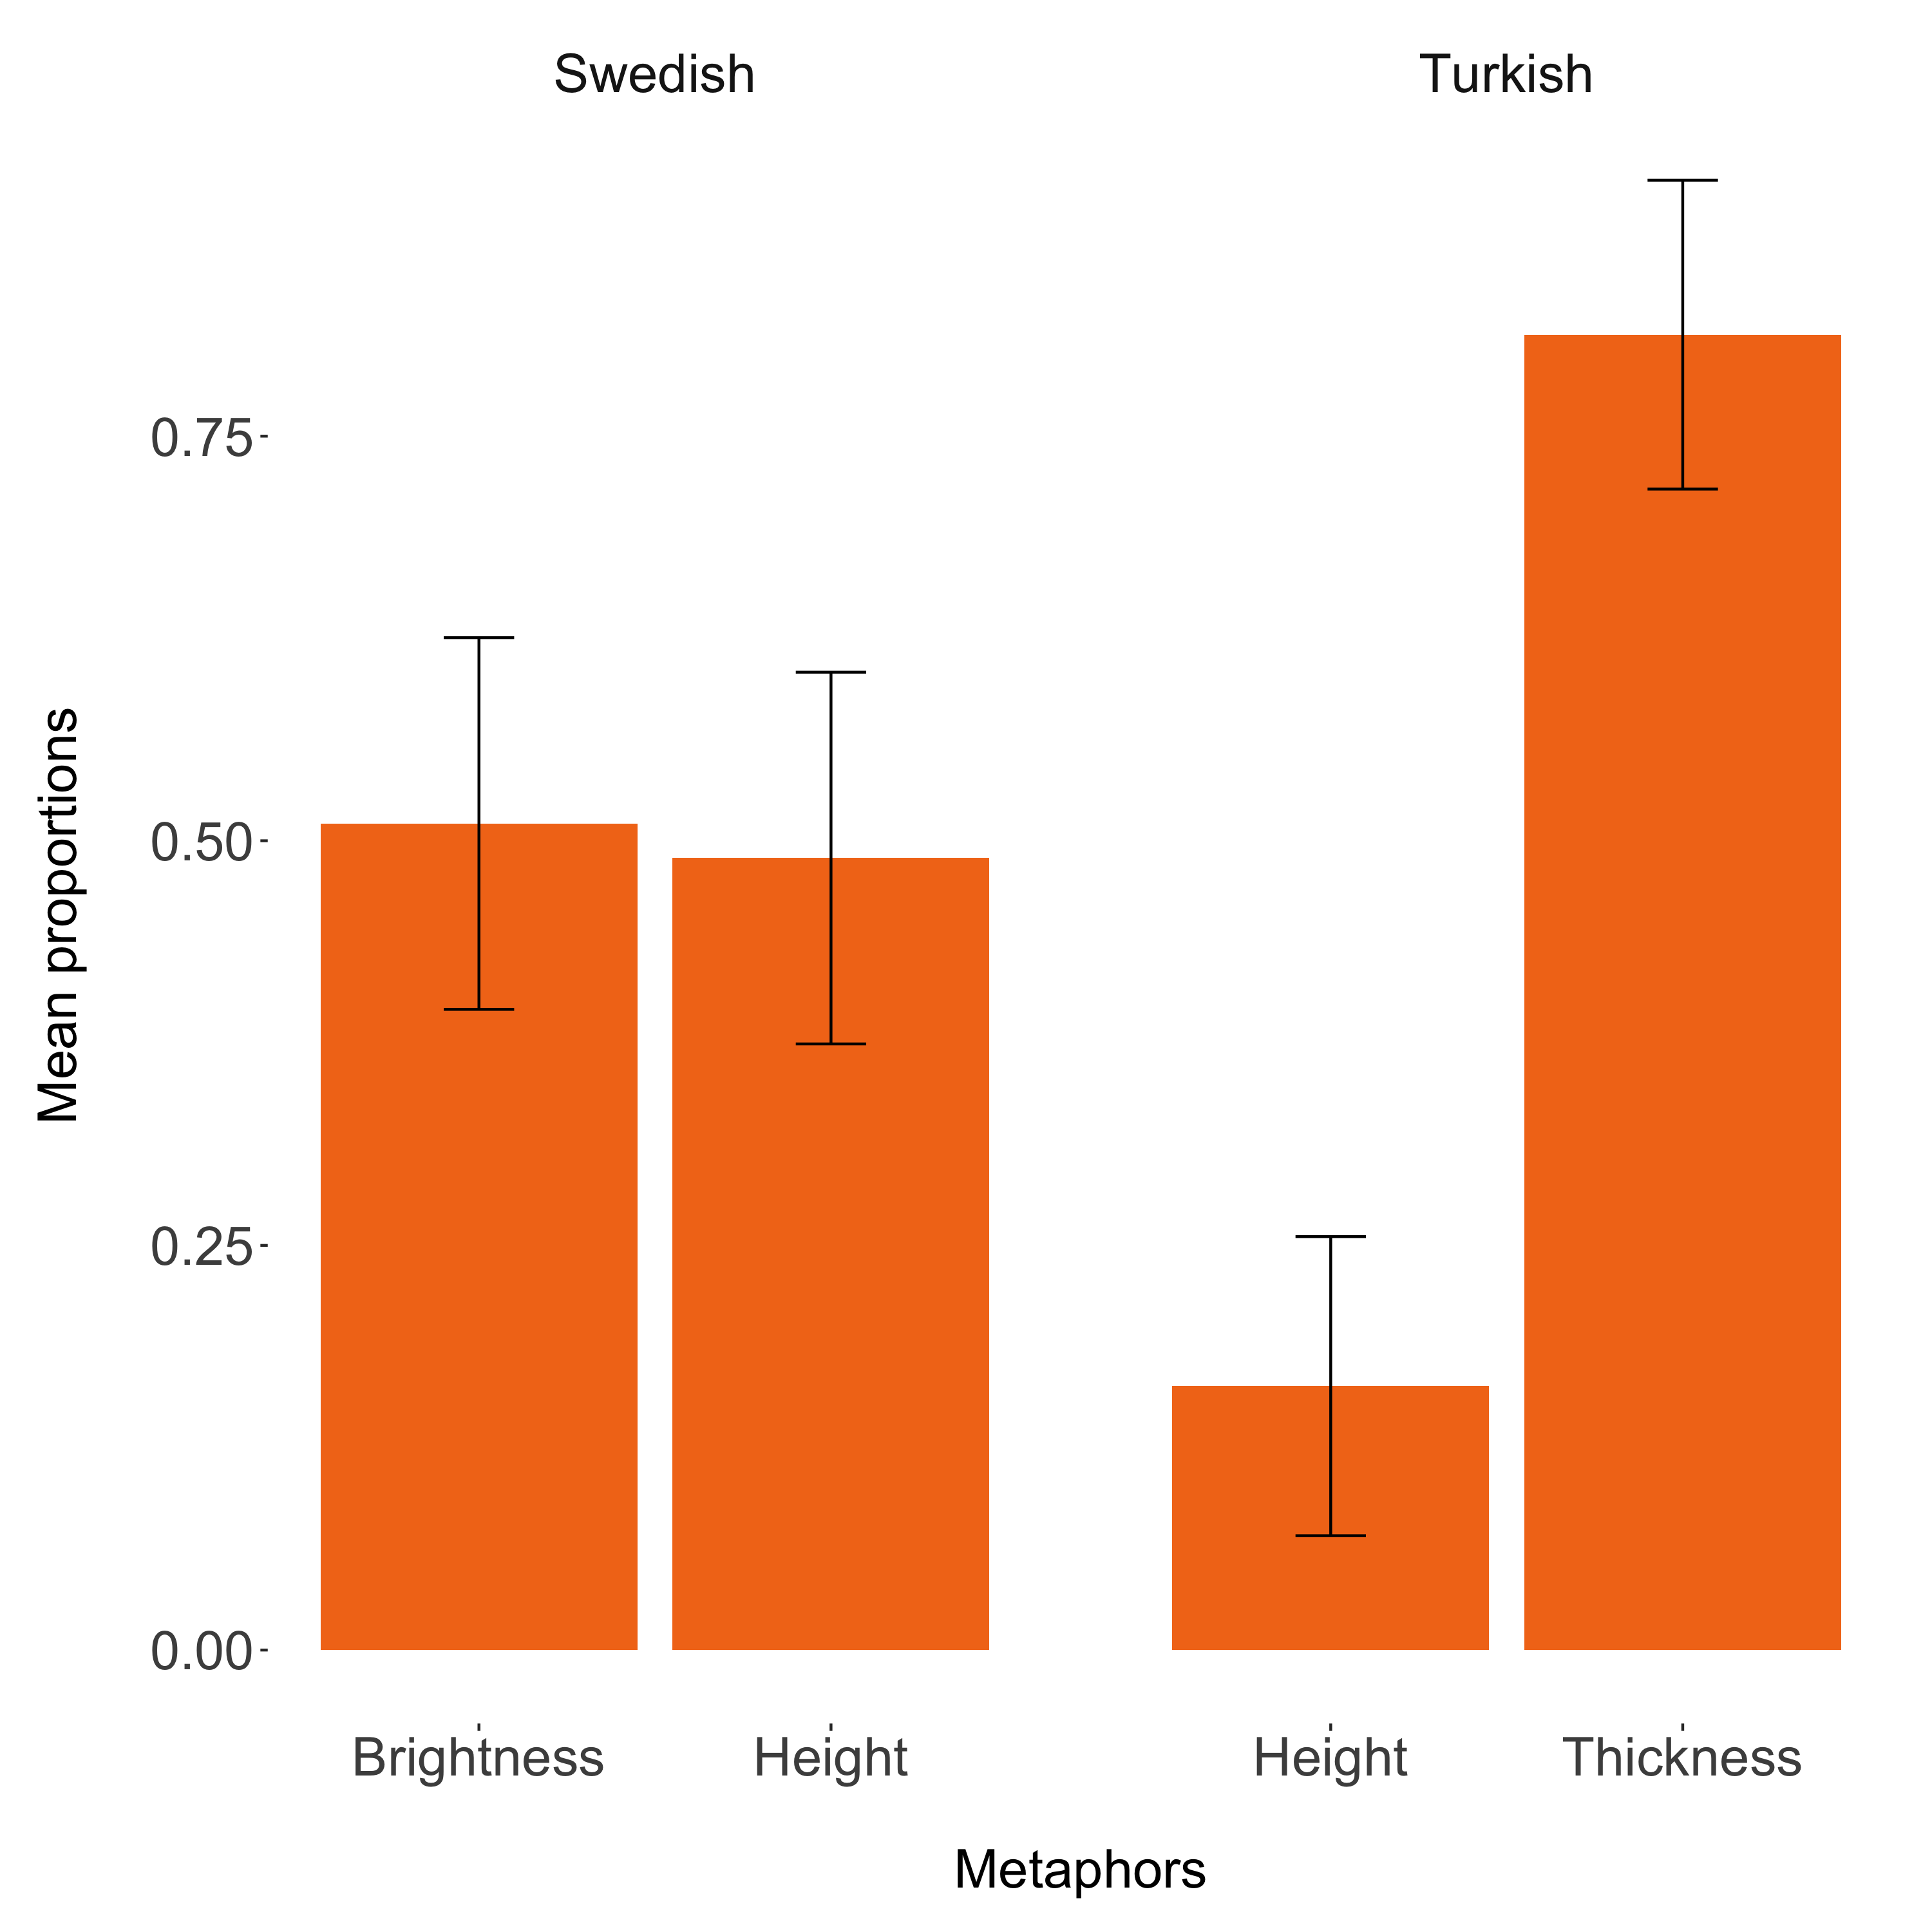 Swedish
Turkish
Mean proportions
0.75
0.50
0.25
0.00
Brightness
Height
Height
Thickness
Metaphors